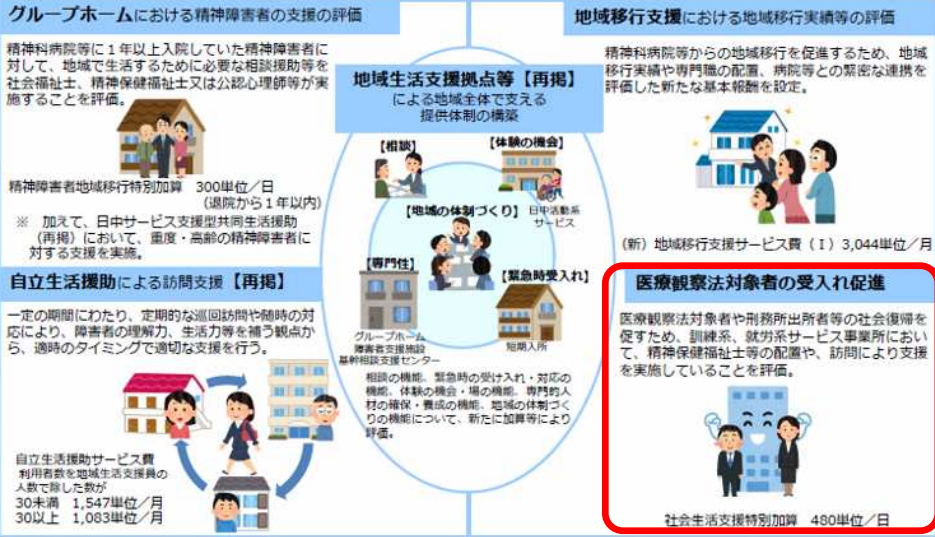 グループホームにおける精神障害者の支援の評価
精神科病院等に１年以上入院していた精神障害者に
対して、地域で生活するために必要な相談援助等を
社会福祉士、精神保健福祉士又は公認心理師等が実
施することを評価。
精神障害者地域移行特別加算　300単位／日
（退院から１年以内）
※　加えて、日中サービス支援型共同生活援助
（再掲）において、重度・高齢の精神障害者に
対する支援を実施。
地域移行支援における地域移行実績等の評価
精神科病院等からの地域移行を促進するため、地域
移行実績や専門職の配置、病院等との緊密な連携を
評価した新たな基本報酬を設定。
（新）地域移行支援サービス費（Ⅰ）3,044単位／月
地域生活支援拠点等【再掲】
による地域全体で支える
提供体制の構築
【相談】
【体験の機会】
日中活動系
サービス
【地域の体制づくり】
【専門性】
グループホーム
障害者支援施設
基幹相談支援センター
【緊急時受入れ】
短期入所
相談の機能、緊急時の受け入れ・対応の
機能、体験の機会・場の機能、専門的人
材の確保・養成の機能、地域の体制づく
りの機能について、新たに加算等により
評価。
自立生活援助による訪問支援【再掲】
一定の期間にわたり、定期的な巡回訪問や随時の対
応により、障害者の理解力、生活力等を補う観点か
ら、適時のタイミングで適切な支援を行う。
自立生活援助サービス費
利用者数を地域生活支援員の
人数で除した数が
30未満　1,547単位／月
30以上　1,083単位／月
医療観察法対象者の受入れ促進
医療観察法対象者や刑務所出所者等の社会復帰を
促すため、訓練系、就労系サービス事業所におい
て、精神保健福祉士等の配置や、訪問により支援
を実施していることを評価。
社会生活支援特別加算　480単位／日